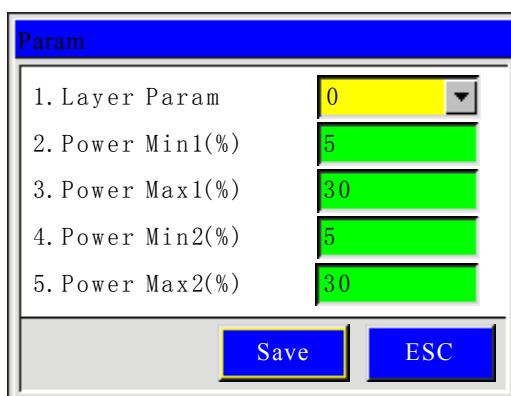 Param
1. Layer Param 0
2. Power Min1(%) 5
3. Power Max1(%) 30
4. Power Min2(%) 5
5. Power Max2(%) 30
Save ESC